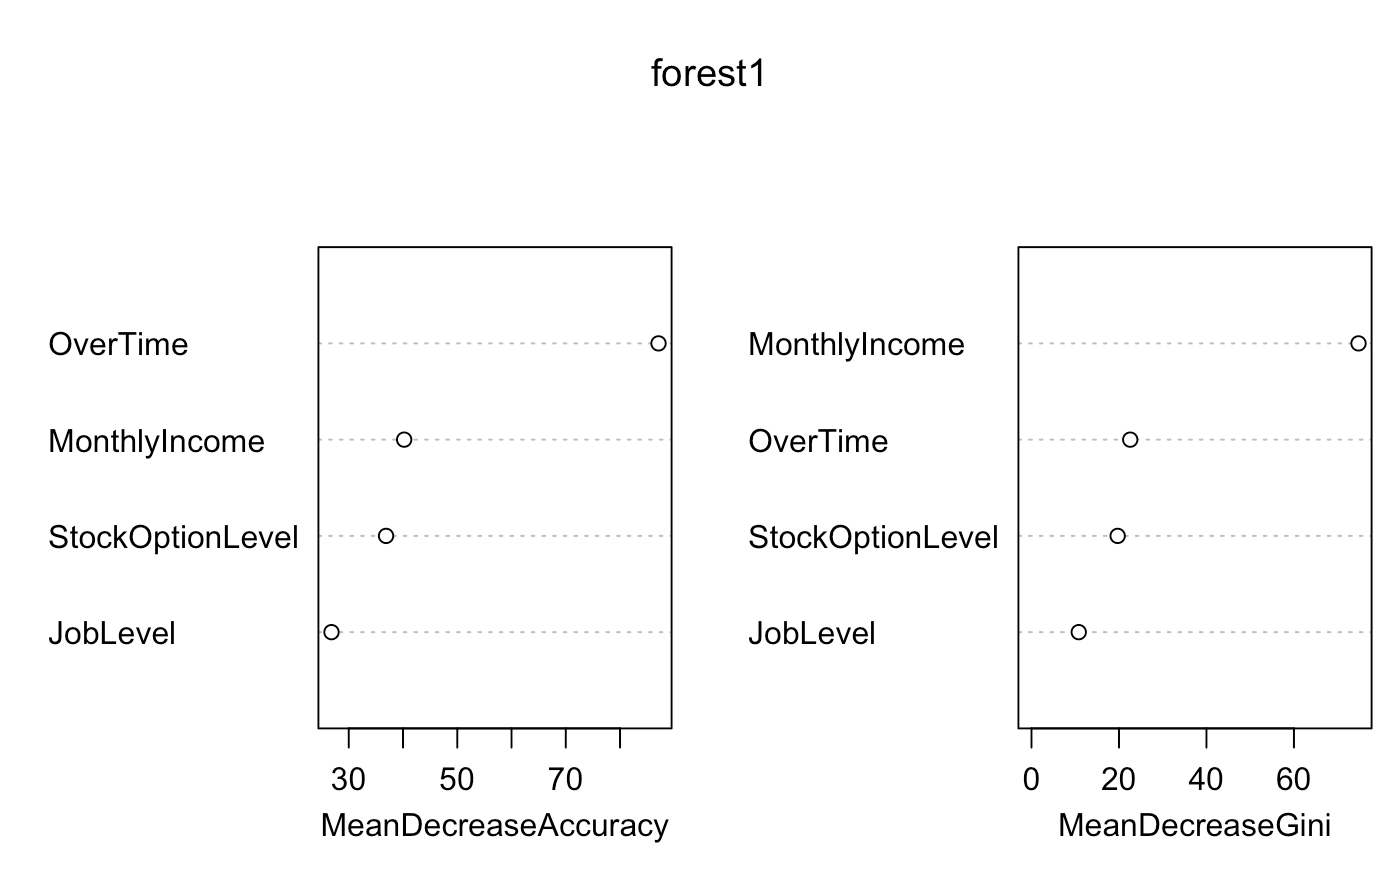 forest1
OverTime
MonthlyIncome
StockOptionLevel
JobLevel
30 50 70
MeanDecreaseAccuracy
MonthlyIncome
OverTime
StockOptionLevel
JobLevel
0 20 40 60
MeanDecreaseGini